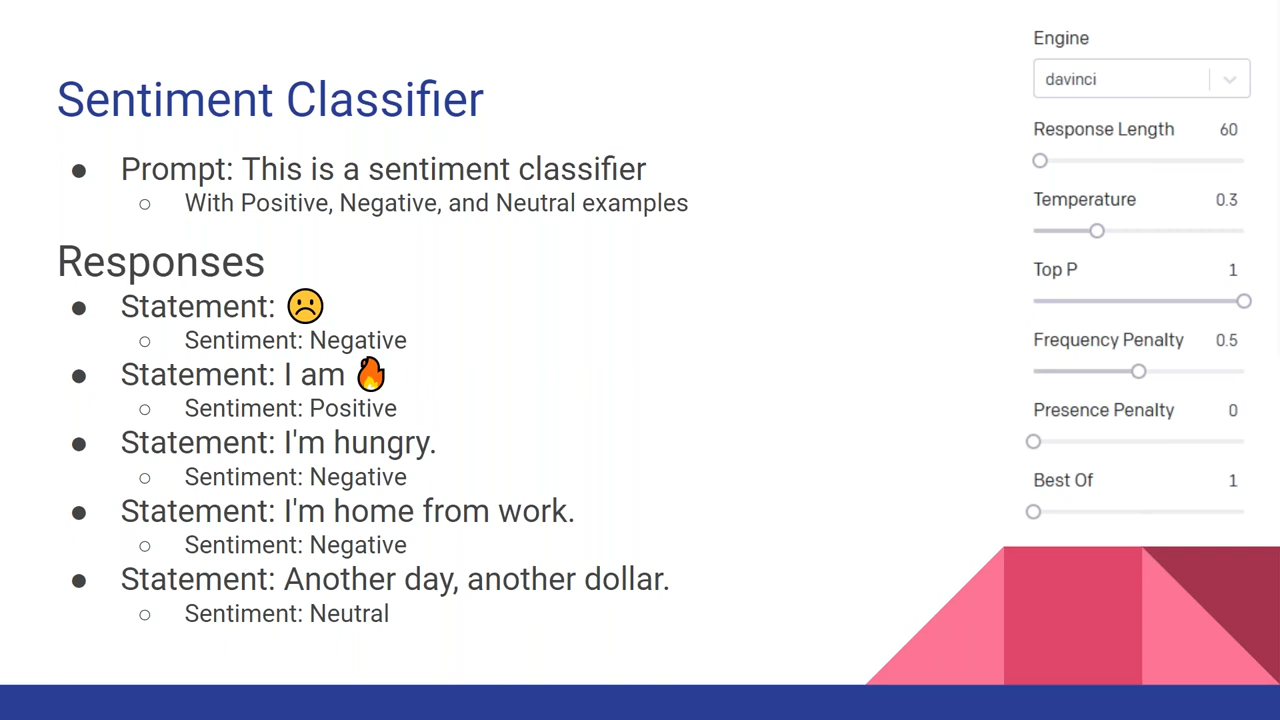 Sentiment Classifier
● Prompt: This is a sentiment classifier
○ With Positive, Negative, and Neutral examples
Responses
● Statement: ☹️
○ Sentiment: Negative
● Statement: I am 🔥
○ Sentiment: Positive
● Statement: I'm hungry.
○ Sentiment: Negative
● Statement: I'm home from work.
○ Sentiment: Negative
● Statement: Another day, another dollar.
○ Sentiment: Neutral
Engine
davinci
Response Length 60
Temperature 0.3
Top P 1
Frequency Penalty 0.5
Presence Penalty 0
Best Of 1